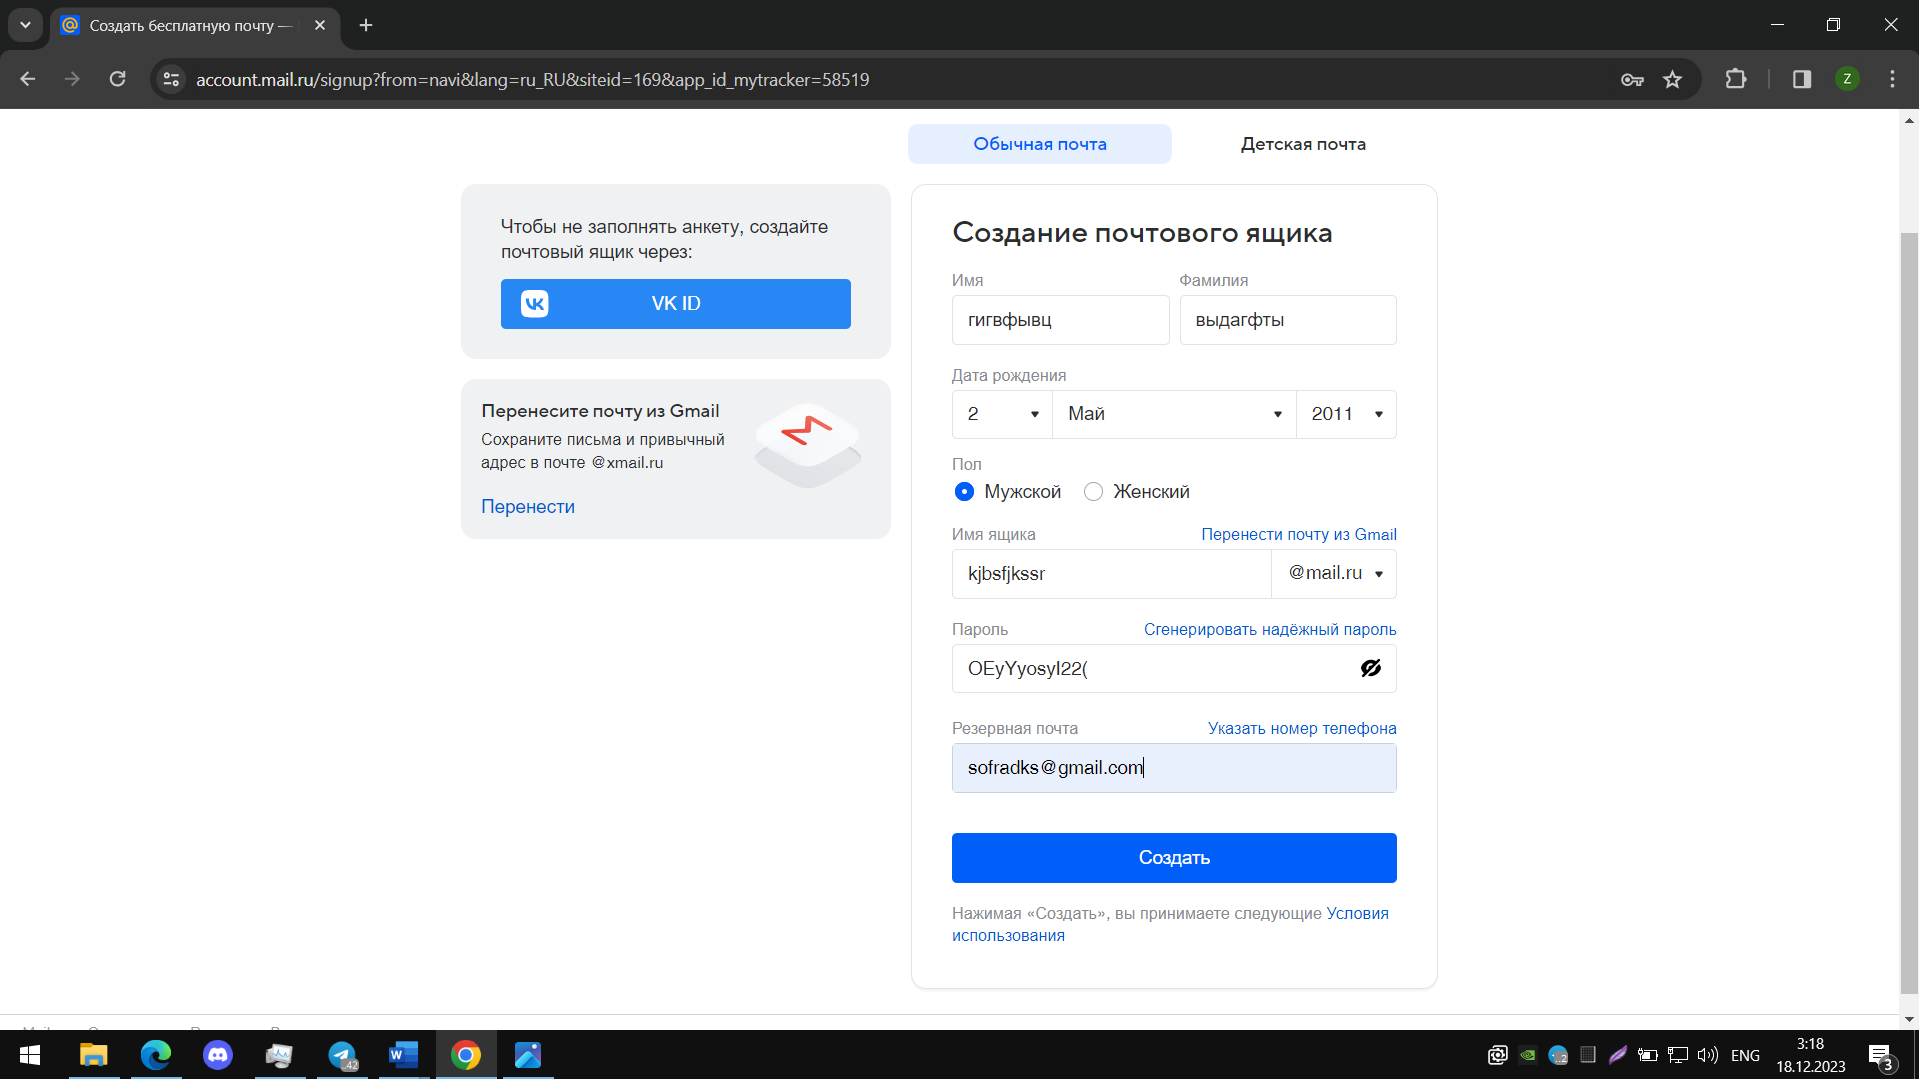 Создать бесплатную почту —
account.mail.ru/signup?from=navi&lang=ru_RU&siteid=169&app_id_mytracker=58519
Z
Обычная почта
Детская почта
Чтобы не заполнять анкету, создайте
почтовый ящик через:
VK ID
Перенесите почту из Gmail
Сохраните письма и привычный
адрес в почте @xmail.ru
Перенести
Создание почтового ящика
Имя
Фамилия
гигвфывц
выдагфты
Дата рождения
2
Май
2011
Пол
Мужской
Женский
Имя ящика
Перенести почту из Gmail
kjbsfjkssr
@mail.ru
Пароль
Сгенерировать надёжный пароль
OEyYyosyI22(
Резервная почта
Указать номер телефона
sofradks@gmail.com
Создать
Нажимая «Создать», вы принимаете следующие Условия
использования
42
ENG
3:18
18.12.2023
3